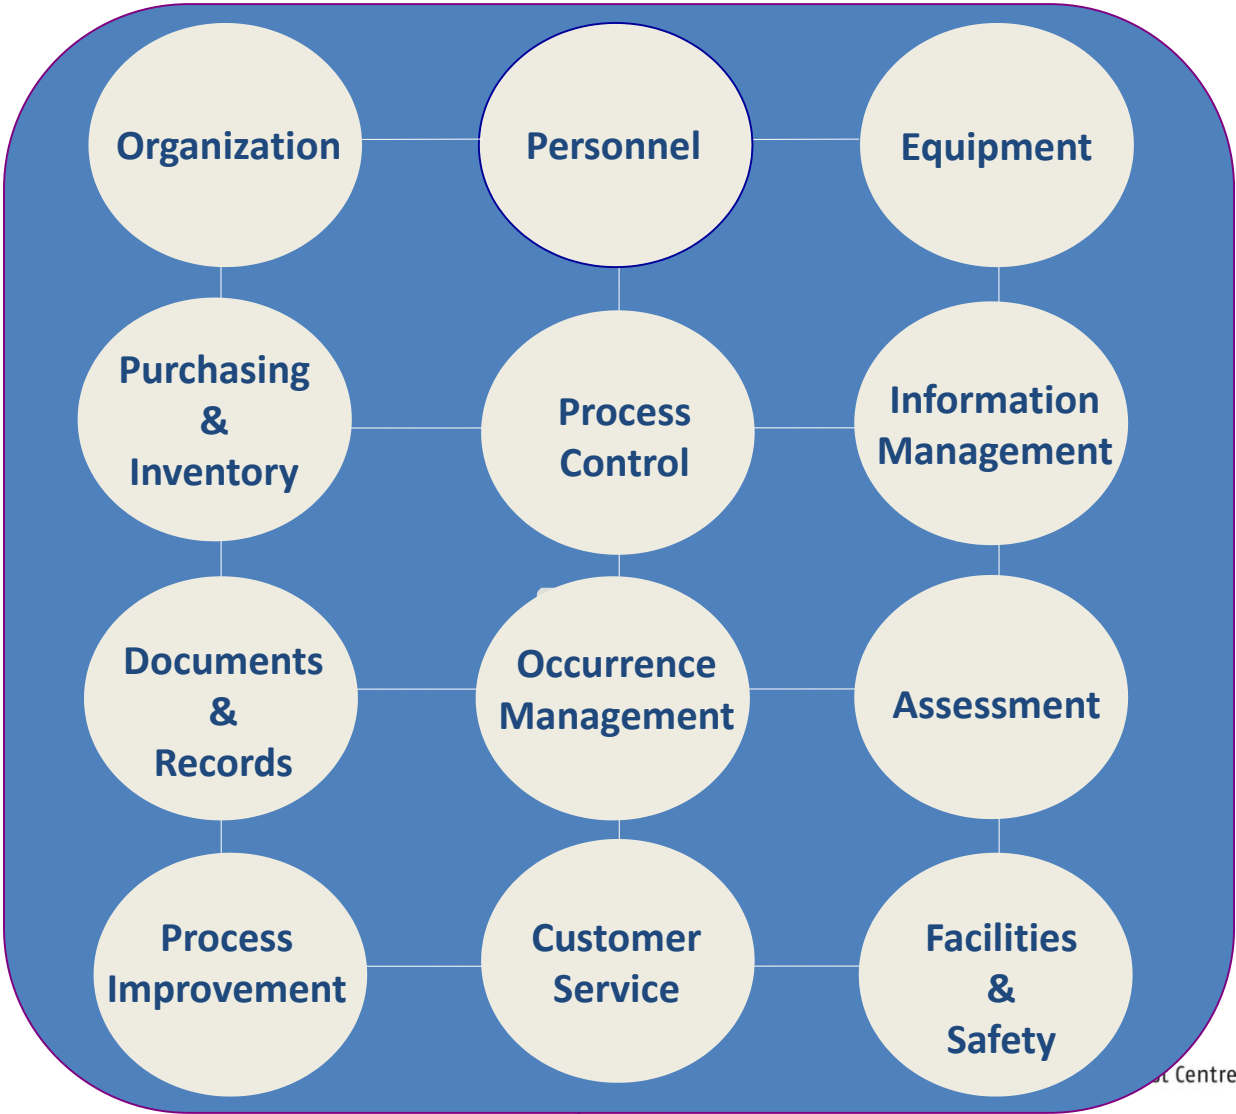 Organization
Personnel
Equipment
Purchasing
&
Inventory
Process
Control
Information
Management
Documents
&
Records
Occurrence
Management
Assessment
Process
Improvement
Customer
Service
Facilities
&
Safety
Centre